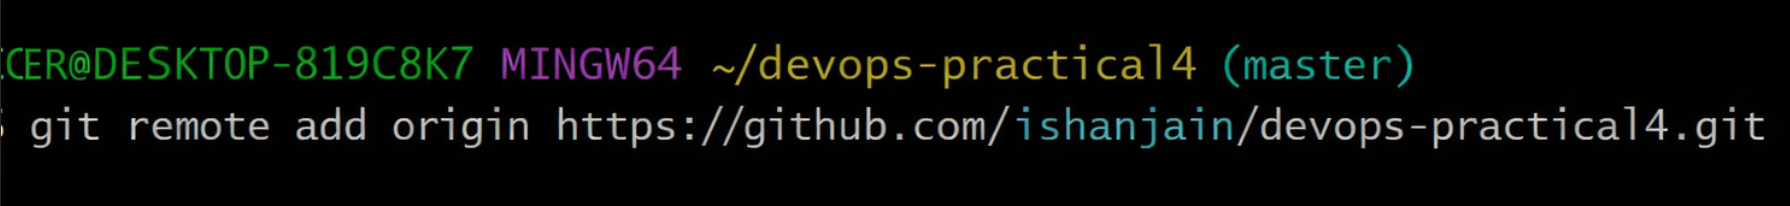 CER@DESKTOP-819C8K7 MINGW64 ~/devops-practical4 (master)
git remote add origin https://github.com/ishanjain/devops-practical4.git